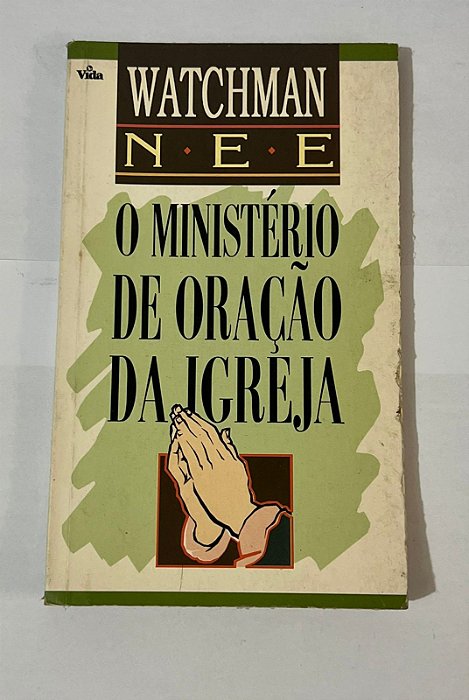 Vida
WATCHMAN
N • E • E
O MINISTÉRIO
DE ORAÇÃO
DA IGREJA